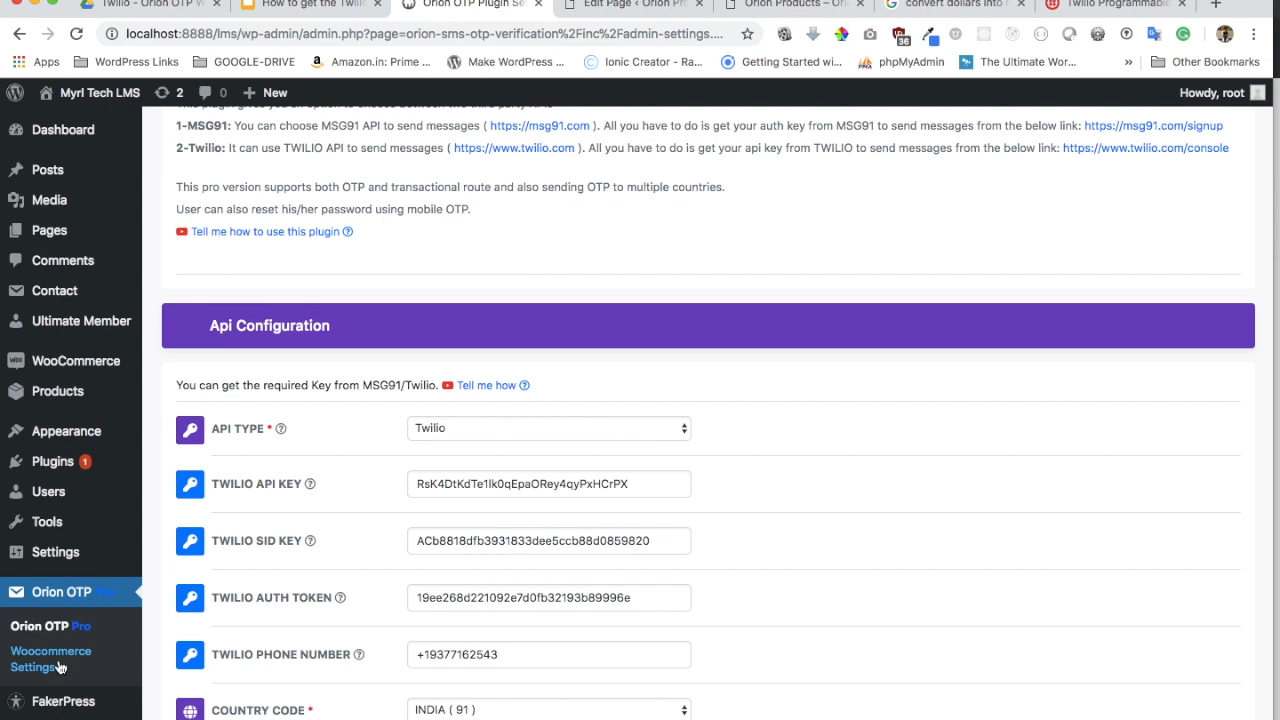 Twilio - Orion OTP W
How to get the Twilio
Orion OTP Plugin Se
Edit Page ‹ Orion Pr
Orion Products – Or
convert dollars into r
Twilio Programmabl
localhost:8888/lms/wp-admin/admin.php?page=orion-sms-otp-verification%2Finc%2Fadmin-settings....
36
Apps
WordPress Links
GOOGLE-DRIVE
Amazon.in: Prime ...
Make WordPress ...
Ionic Creator - Ra...
Getting Started wi...
phpMyAdmin
The Ultimate Wor...
»
Other Bookmarks
Myrl Tech LMS
2
0
New
Howdy, root
Dashboard
Posts
Media
Pages
Comments
Contact
Ultimate Member
WooCommerce
Products
Appearance
Plugins 1
Users
Tools
Settings
Orion OTP Pro
Orion OTP Pro
Woocommerce
Settings
FakerPress
1-MSG91: You can choose MSG91 API to send messages ( https://msg91.com ). All you have to do is get your auth key from MSG91 to send messages from the below link: https://msg91.com/signup
2-Twilio: It can use TWILIO API to send messages ( https://www.twilio.com ). All you have to do is get your api key from TWILIO to send messages from the below link: https://www.twilio.com/console
This pro version supports both OTP and transactional route and also sending OTP to multiple countries.
User can also reset his/her password using mobile OTP.
Tell me how to use this plugin
Api Configuration
You can get the required Key from MSG91/Twilio. Tell me how
API TYPE * Twilio
TWILIO API KEY RsK4DtKdTe1lk0qEpaORey4qyPxHCrPX
TWILIO SID KEY ACb8818dfb3931833dee5ccb88d0859820
TWILIO AUTH TOKEN 19ee268d221092e7d0fb32193b89996e
TWILIO PHONE NUMBER +19377162543
COUNTRY CODE * INDIA ( 91 )